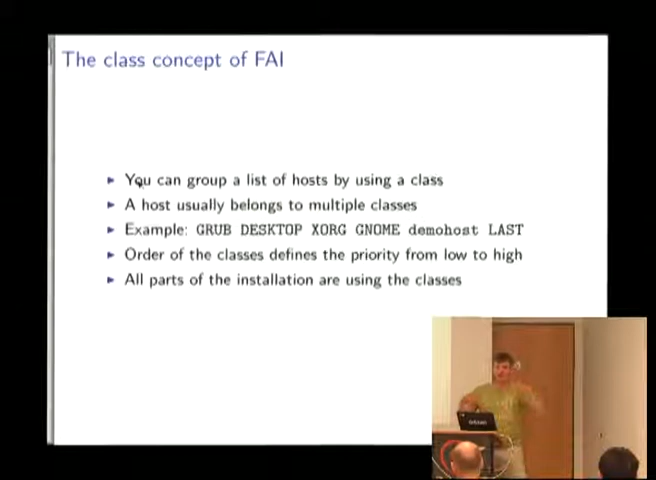 The class concept of FAI
You can group a list of hosts by using a class
A host usually belongs to multiple classes
Example: GRUB DESKTOP XORG GNOME demohost LAST
Order of the classes defines the priority from low to high
All parts of the installation are using the classes